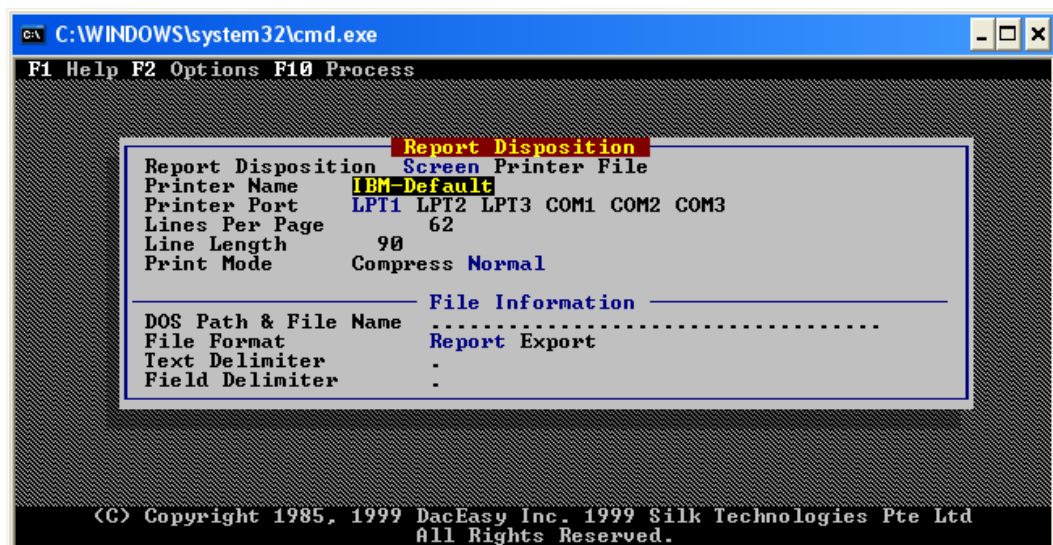 C:\WINDOWS\system32\cmd.exe
F1 Help F2 Options F10 Process
Report Disposition
Report Disposition Screen Printer File
Printer Name IBM-Default
Printer Port LPT1 LPT2 LPT3 COM1 COM2 COM3
Lines Per Page 62
Line Length 90
Print Mode Compress Normal
File Information
DOS Path & File Name ...................................
File Format Report Export
Text Delimiter .
Field Delimiter .
(C) Copyright 1985, 1999 DacEasy Inc. 1999 Silk Technologies Pte Ltd
All Rights Reserved.